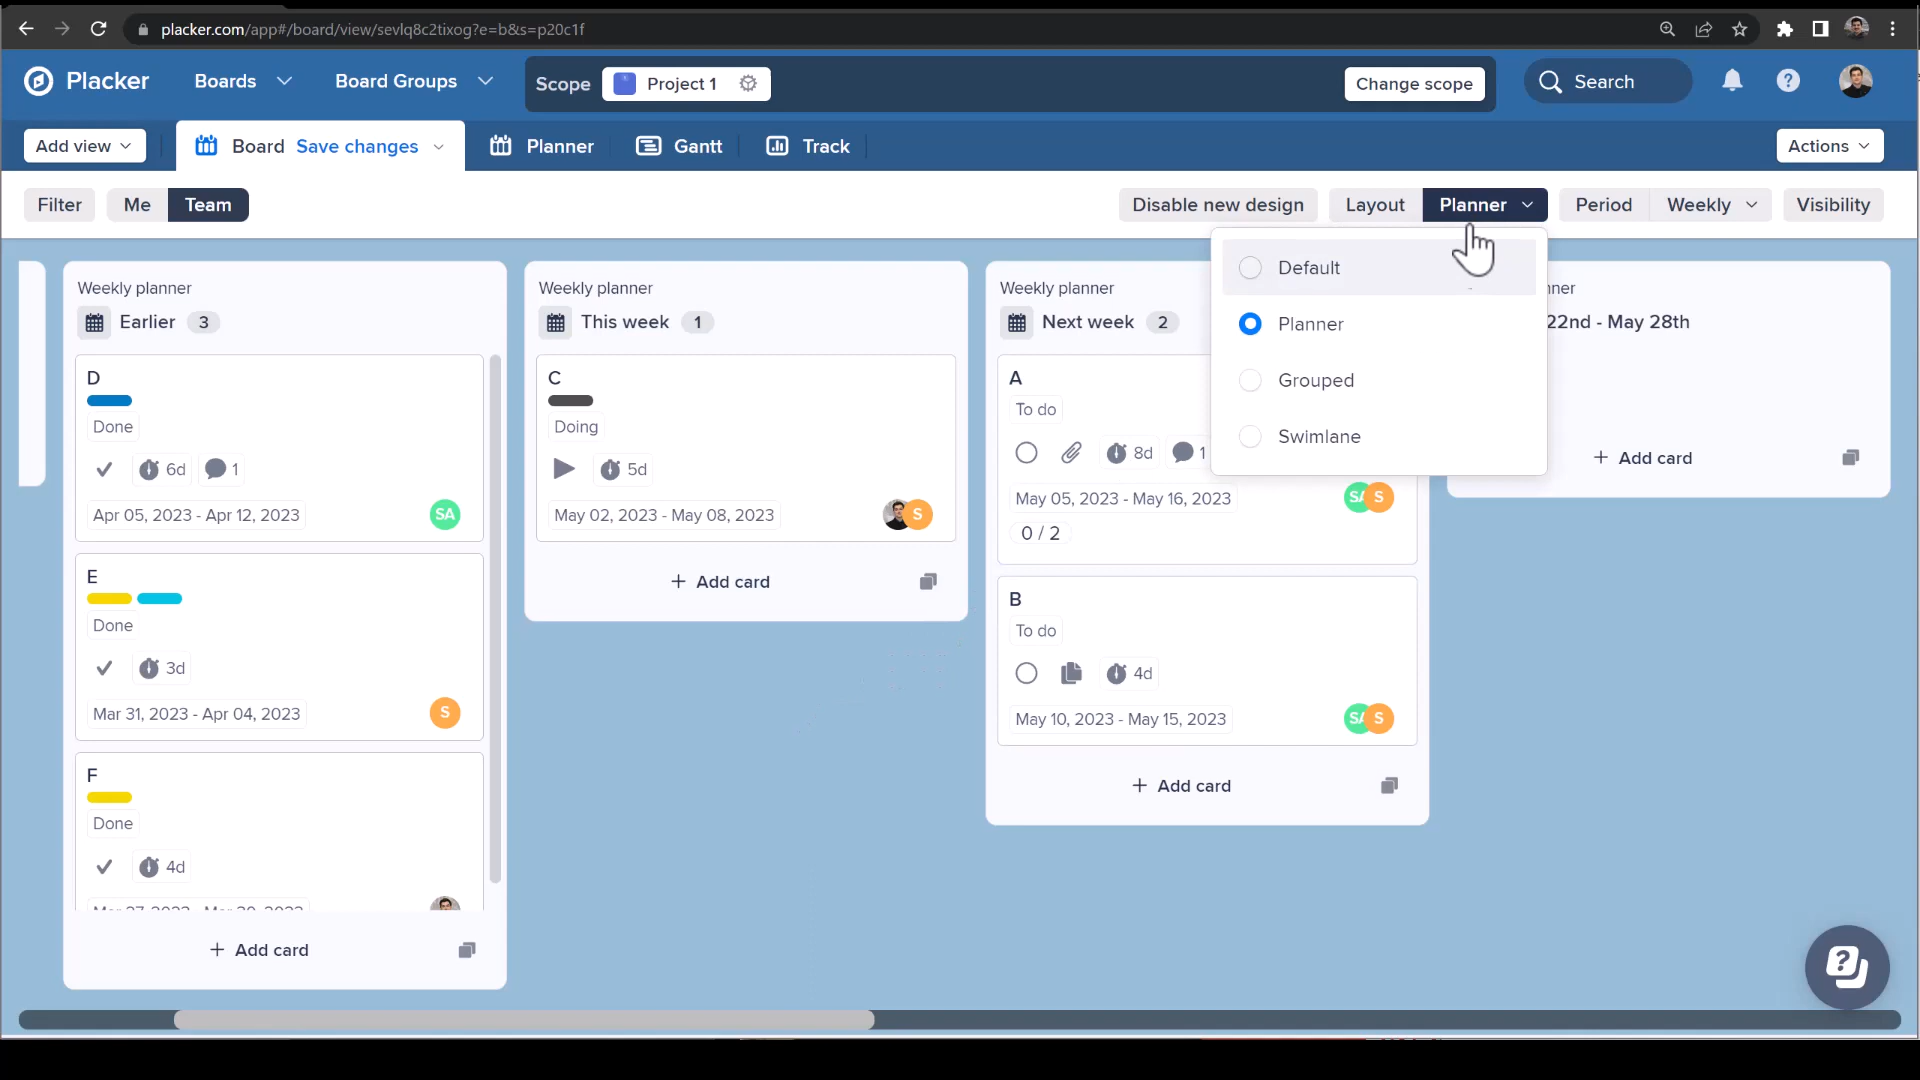 placker.com/app#/board/view/sevlq8c2tixog?e=b&s=p20c1f
Placker Boards Board Groups Scope Project 1 Change scope Search
Add view Board Save changes Planner Gantt Track Actions
Filter Me Team Disable new design Layout Planner Period Weekly Visibility
Default
Planner
Grouped
Swimlane
Weekly planner
Earlier 3
D
Done
6d 1
Apr 05, 2023 - Apr 12, 2023 SA
E
Done
3d
Mar 31, 2023 - Apr 04, 2023 S
F
Done
4d
+ Add card
Weekly planner
This week 1
C
Doing
5d
May 02, 2023 - May 08, 2023 S
+ Add card
Weekly planner
Next week 2
A
To do
8d 1
May 05, 2023 - May 16, 2023 SA S
0 / 2
B
To do
4d
May 10, 2023 - May 15, 2023 SA S
+ Add card
22nd - May 28th
+ Add card